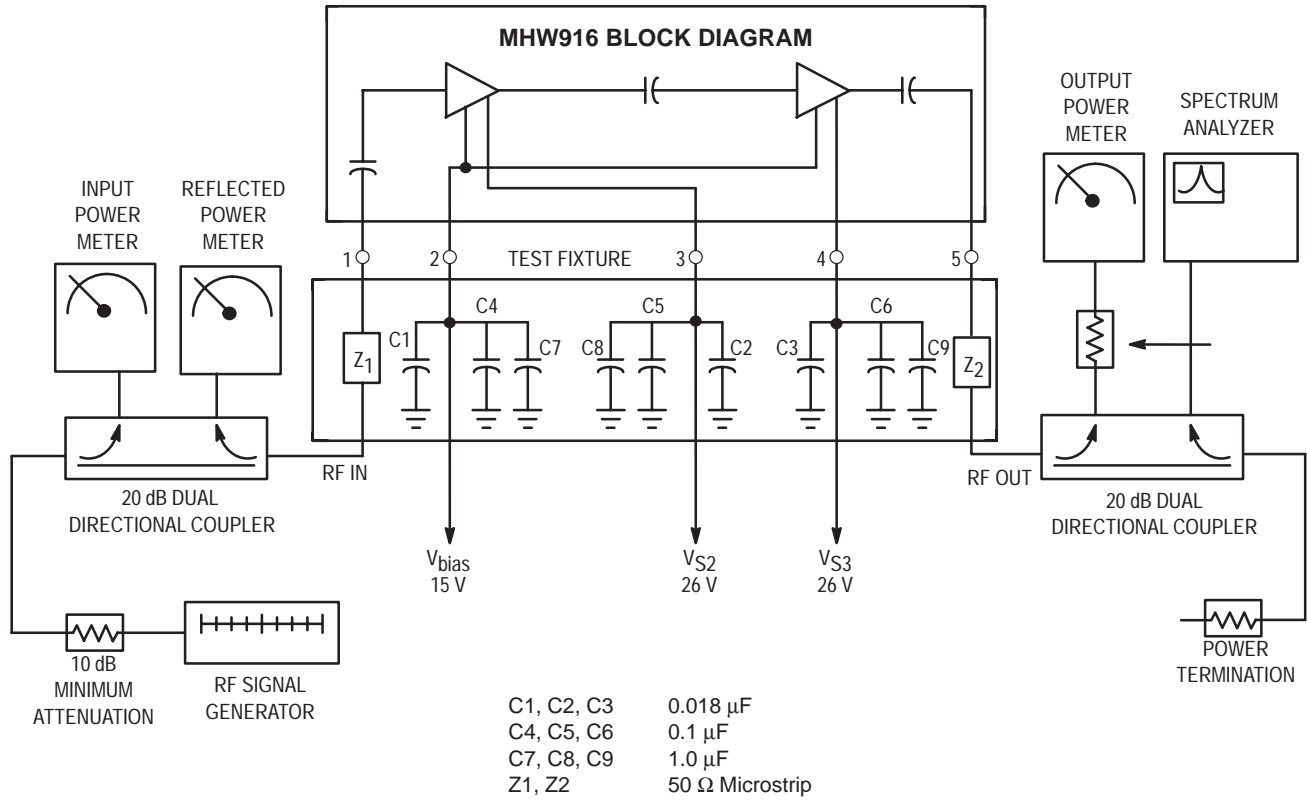 MHW916 BLOCK DIAGRAM
OUTPUT
POWER
METER
SPECTRUM
ANALYZER
INPUT
POWER
METER
REFLECTED
POWER
METER
1
2
TEST FIXTURE
3
4
5
Z1
C1
C4
C7
C8
C5
C2
C3
C6
C9
Z2
RF IN
RF OUT
20 dB DUAL
DIRECTIONAL COUPLER
20 dB DUAL
DIRECTIONAL COUPLER
Vbias
15 V
VS2
26 V
VS3
26 V
10 dB
MINIMUM
ATTENUATION
RF SIGNAL
GENERATOR
POWER
TERMINATION
C1, C2, C3 0.018 μF
C4, C5, C6 0.1 μF
C7, C8, C9 1.0 μF
Z1, Z2 50 Ω Microstrip